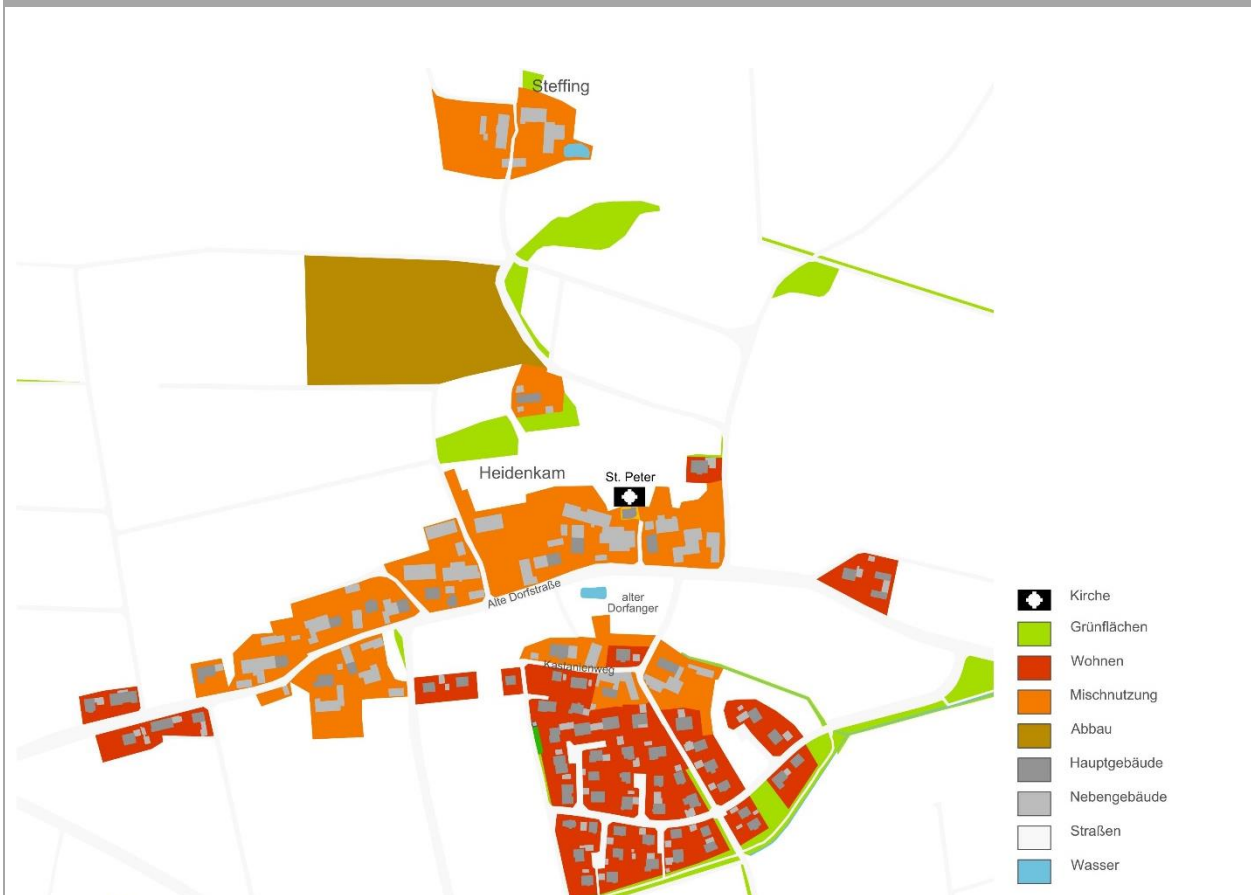 Steffing
Heidenkam
St. Peter
Alte Dorfstraße
alter
Dorfanger
Kastanienweg
Kirche
Grünflächen
Wohnen
Mischnutzung
Abbau
Hauptgebäude
Nebengebäude
Straßen
Wasser